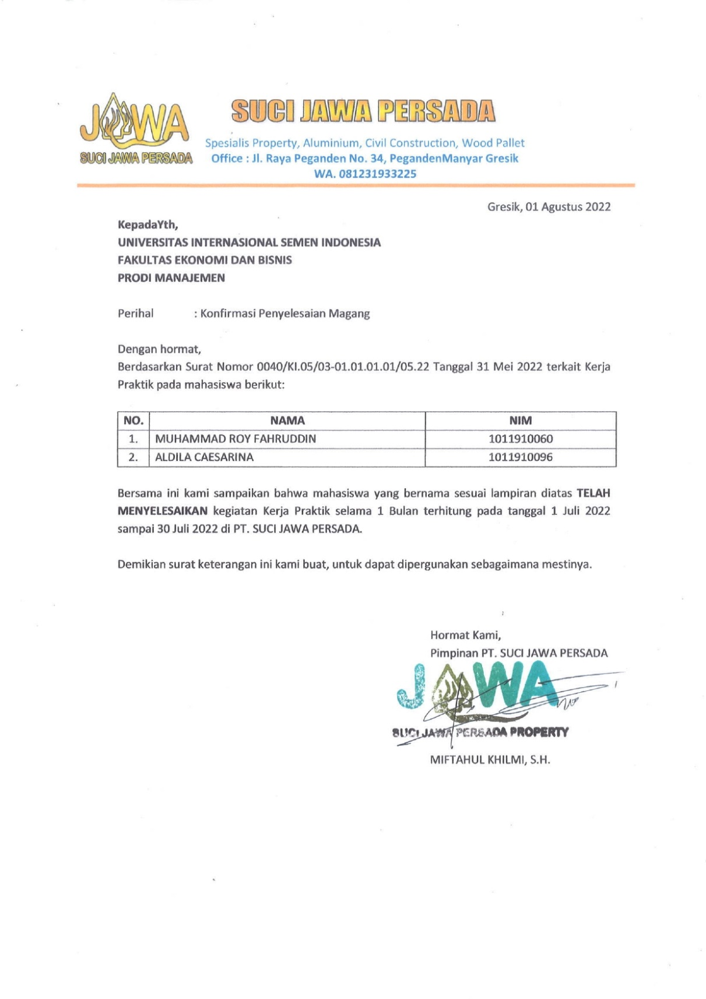 JAWA
SUCI JAWA PERSADA
SUCI JAWA PERSADA
Spesialis Property, Aluminium, Civil Construction, Wood Pallet
Office : Jl. Raya Peganden No. 34, PegandenManyar Gresik
WA. 081231933225
Gresik, 01 Agustus 2022
KepadaYth,
UNIVERSITAS INTERNASIONAL SEMEN INDONESIA
FAKULTAS EKONOMI DAN BISNIS
PRODI MANAJEMEN
Perihal : Konfirmasi Penyelesaian Magang
Dengan hormat,
Berdasarkan Surat Nomor 0040/KI.05/03-01.01.01.01/05.22 Tanggal 31 Mei 2022 terkait Kerja
Praktik pada mahasiswa berikut:
NO. NAMA NIM
1. MUHAMMAD ROY FAHRUDDIN 1011910060
2. ALDILA CAESARINA 1011910096
Bersama ini kami sampaikan bahwa mahasiswa yang bernama sesuai lampiran diatas TELAH
MENYELESAIKAN kegiatan Kerja Praktik selama 1 Bulan terhitung pada tanggal 1 Juli 2022
sampai 30 Juli 2022 di PT. SUCI JAWA PERSADA.
Demikian surat keterangan ini kami buat, untuk dapat dipergunakan sebagaimana mestinya.
Hormat Kami,
Pimpinan PT. SUCI JAWA PERSADA
JAWA
SUCI JAWA PERSADA PROPERTY
MIFTAHUL KHILMI, S.H.